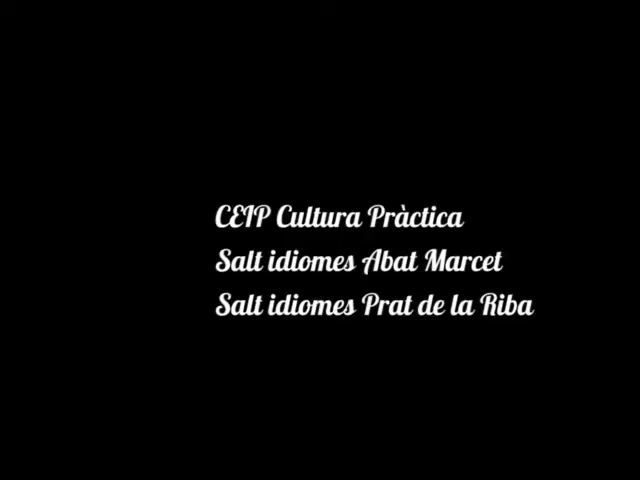 CEIP Cultura Pràctica
Salt idiomes Abat Marcet
Salt idiomes Prat de la Riba